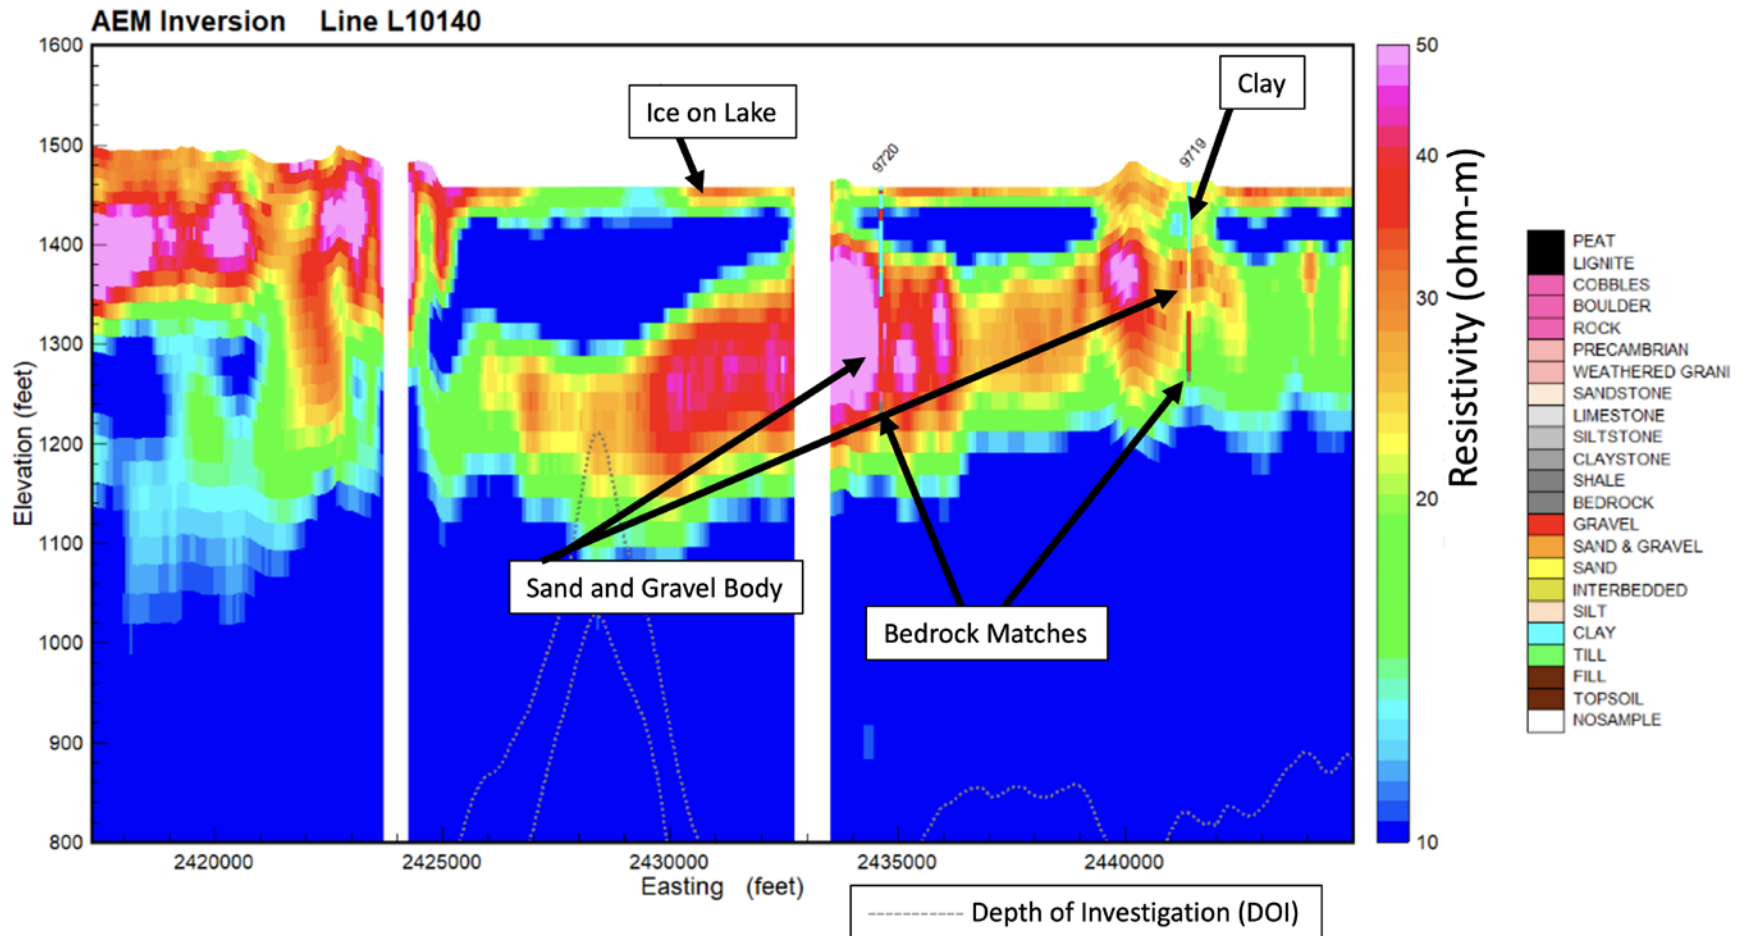 AEM Inversion Line L10140
1600
1500
1400
1300
1200
1100
1000
900
800
Elevation (feet)
Ice on Lake
Clay
9720
9719
Sand and Gravel Body
Bedrock Matches
2420000
2425000
2430000
2435000
2440000
Easting (feet)
Depth of Investigation (DOI)
50
40
30
20
10
Resistivity (ohm-m)
PEAT
LIGNITE
COBBLES
BOULDER
ROCK
PRECAMBRIAN
WEATHERED GRANI
SANDSTONE
LIMESTONE
SILTSTONE
CLAYSTONE
SHALE
BEDROCK
GRAVEL
SAND & GRAVEL
SAND
INTERBEDDED
SILT
CLAY
TILL
FILL
TOPSOIL
NOSAMPLE